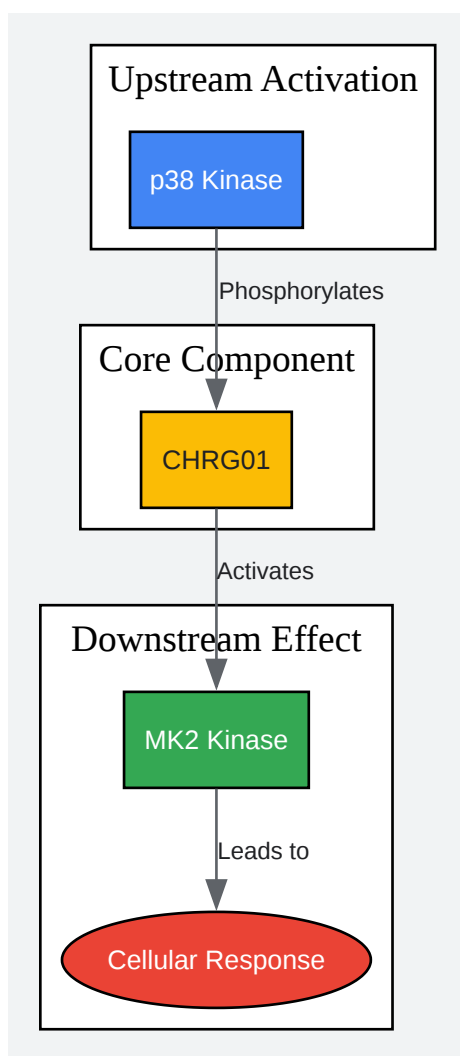 Upstream Activation
p38 Kinase
Phosphorylates
Core Component
CHRG01
Activates
Downstream Effect
MK2 Kinase
Leads to
Cellular Response